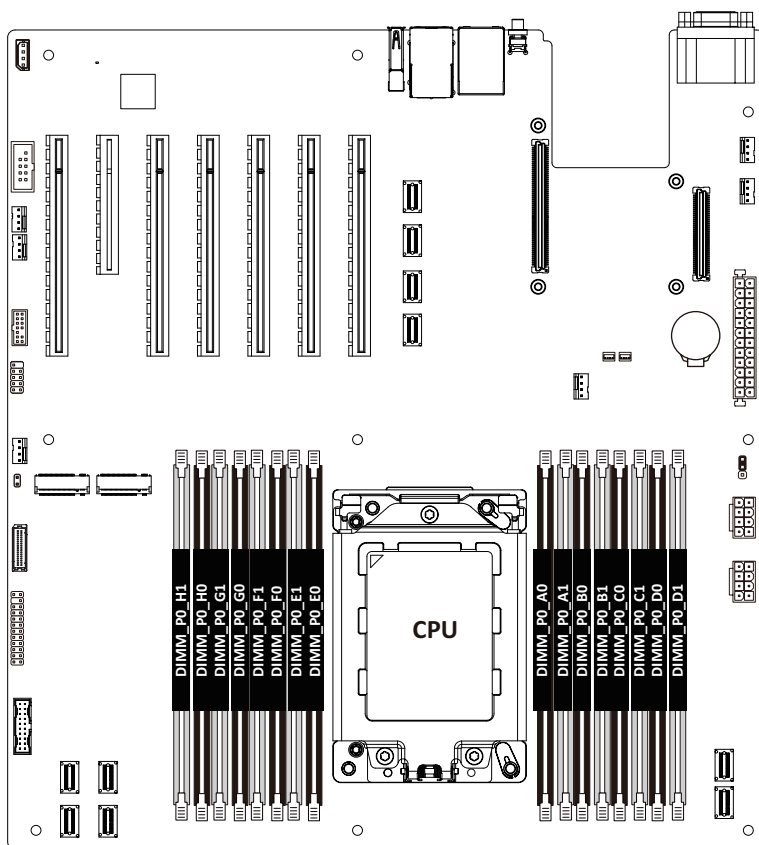 DIMM_P0_H1
DIMM_P0_H0
DIMM_P0_G1
DIMM_P0_G0
DIMM_P0_F1
DIMM_P0_F0
DIMM_P0_E1
DIMM_P0_E0
CPU
DIMM_P0_A0
DIMM_P0_A1
DIMM_P0_B0
DIMM_P0_B1
DIMM_P0_C0
DIMM_P0_C1
DIMM_P0_D0
DIMM_P0_D1